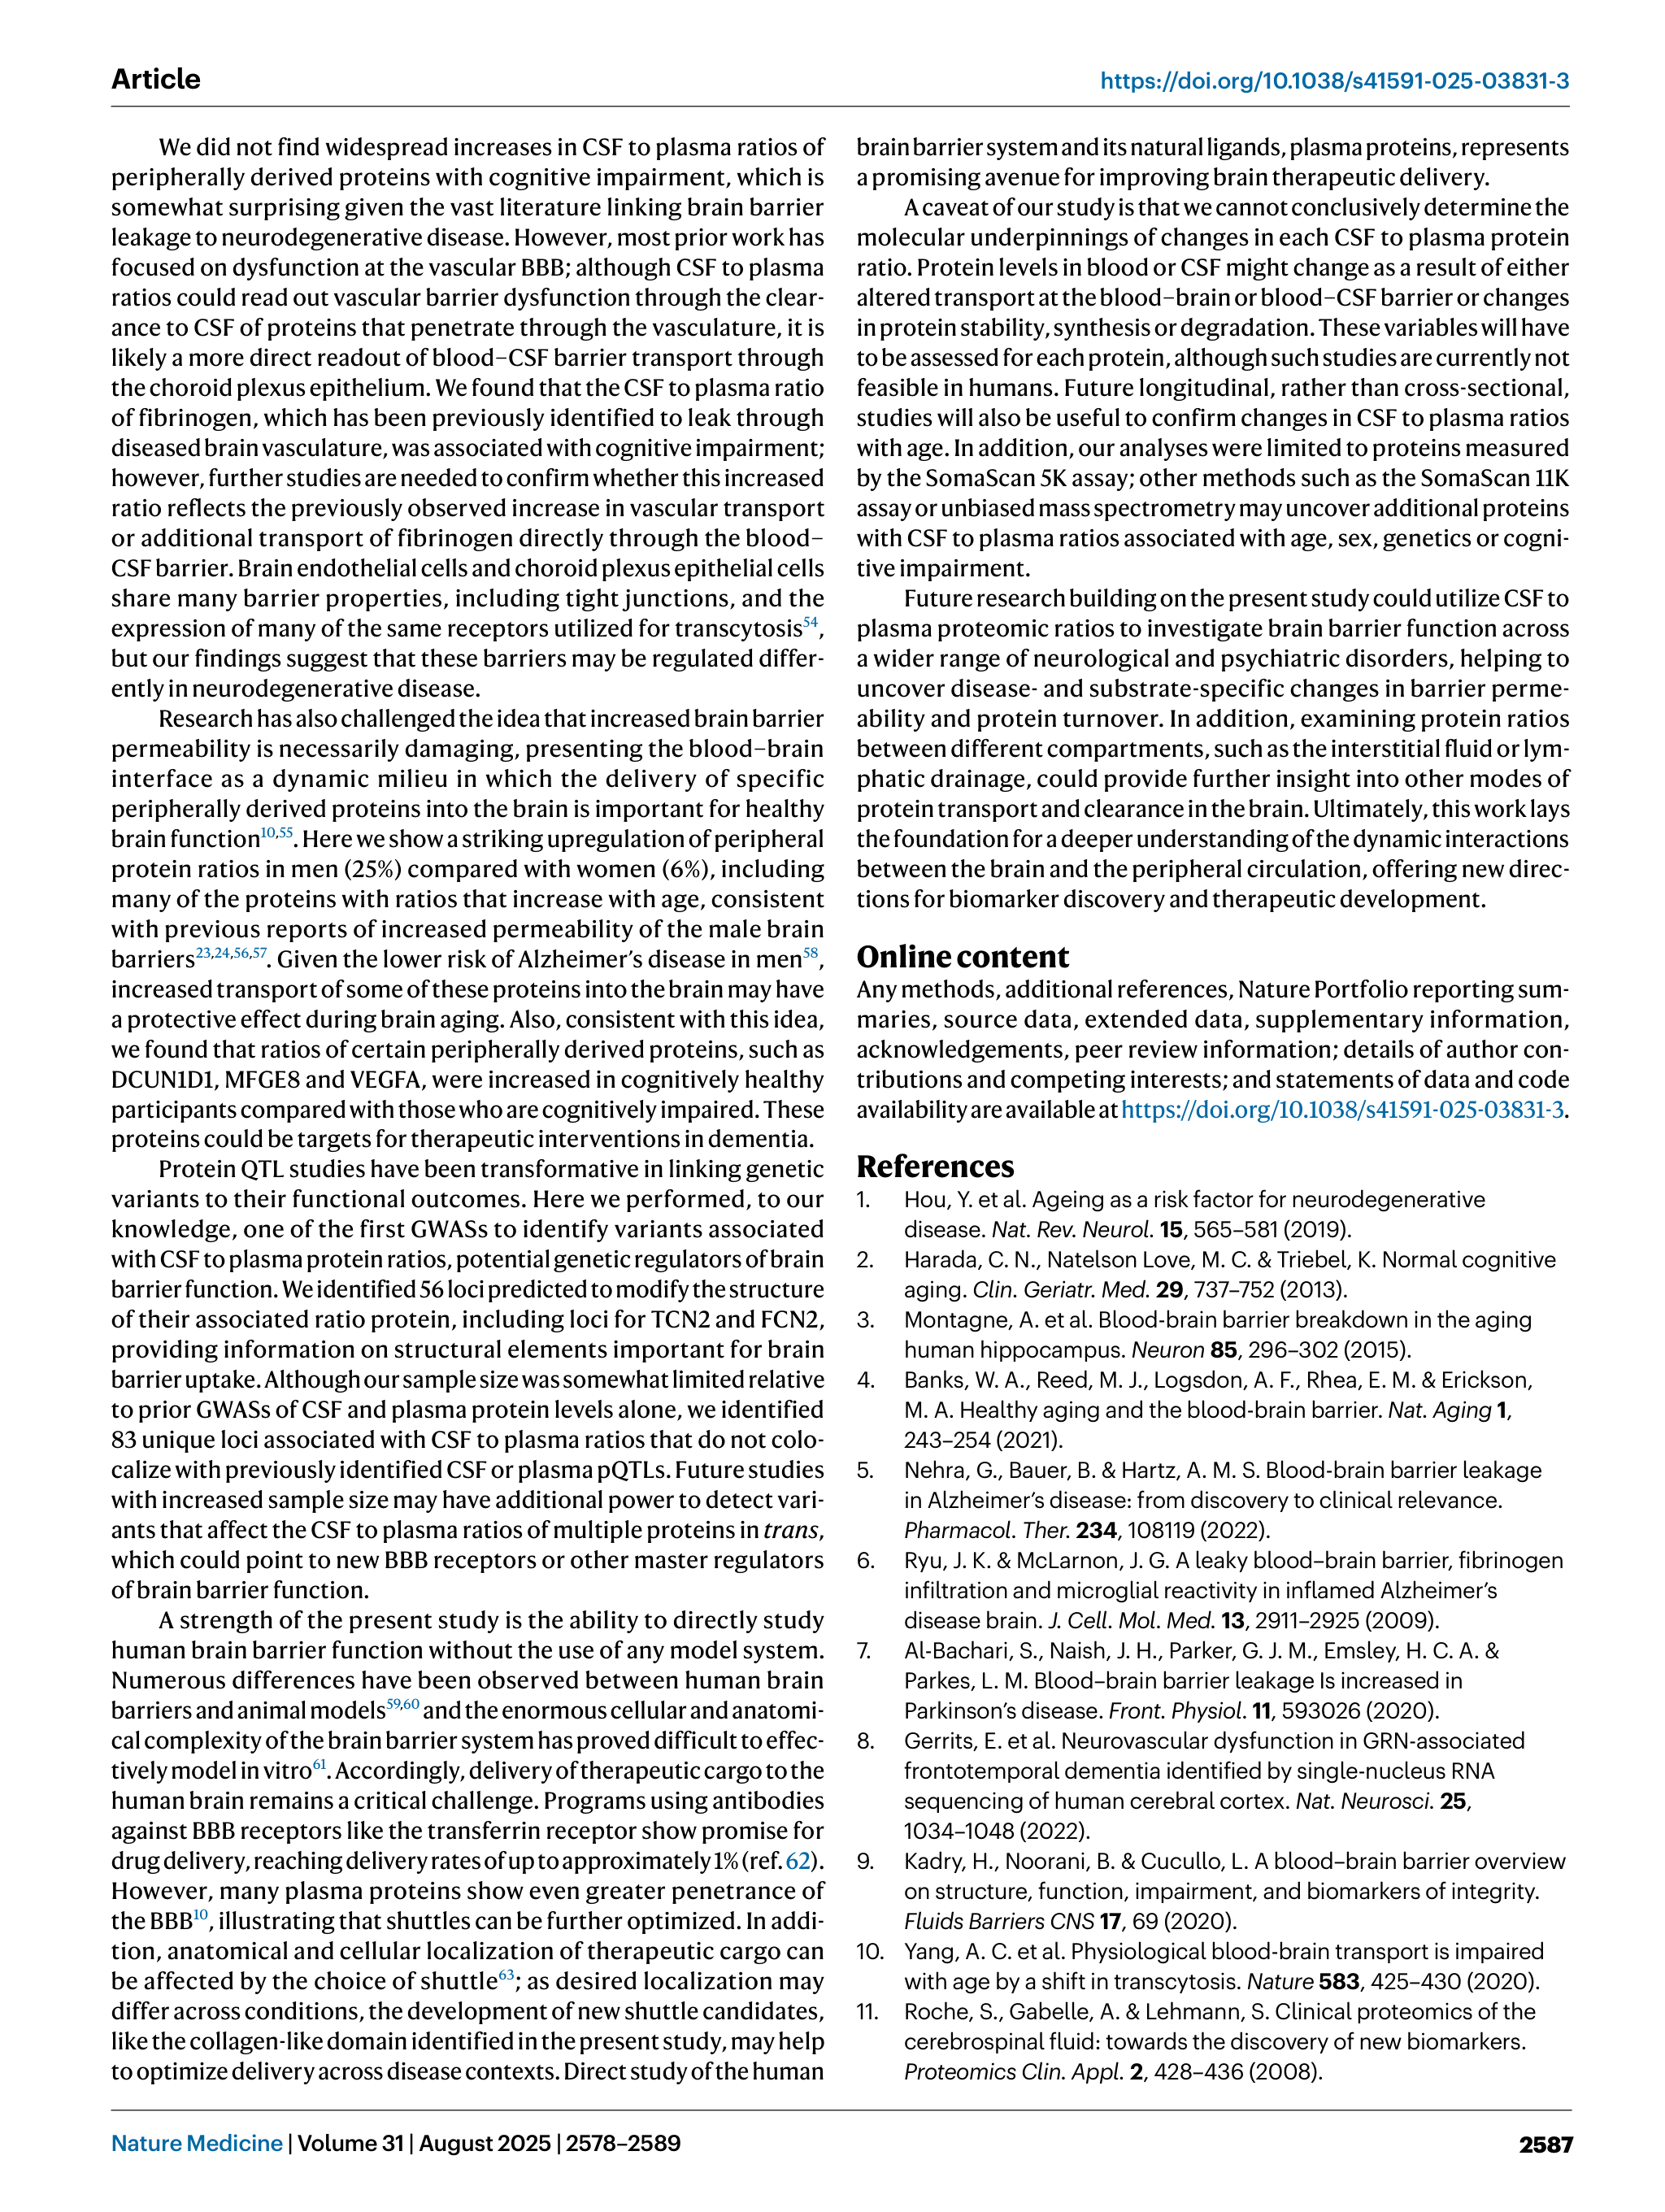 Article
https://doi.org/10.1038/s41591-025-03831-3
We did not find widespread increases in CSF to plasma ratios of
peripherally derived proteins with cognitive impairment, which is
somewhat surprising given the vast literature linking brain barrier
leakage to neurodegenerative disease. However, most prior work has
focused on dysfunction at the vascular BBB; although CSF to plasma
ratios could read out vascular barrier dysfunction through the clear-
ance to CSF of proteins that penetrate through the vasculature, it is
likely a more direct readout of blood–CSF barrier transport through
the choroid plexus epithelium. We found that the CSF to plasma ratio
of fibrinogen, which has been previously identified to leak through
diseased brain vasculature, was associated with cognitive impairment;
however, further studies are needed to confirm whether this increased
ratio reflects the previously observed increase in vascular transport
or additional transport of fibrinogen directly through the blood–
CSF barrier. Brain endothelial cells and choroid plexus epithelial cells
share many barrier properties, including tight junctions, and the
expression of many of the same receptors utilized for transcytosis54,
but our findings suggest that these barriers may be regulated differ-
ently in neurodegenerative disease.
Research has also challenged the idea that increased brain barrier
permeability is necessarily damaging, presenting the blood–brain
interface as a dynamic milieu in which the delivery of specific
peripherally derived proteins into the brain is important for healthy
brain function10,55. Here we show a striking upregulation of peripheral
protein ratios in men (25%) compared with women (6%), including
many of the proteins with ratios that increase with age, consistent
with previous reports of increased permeability of the male brain
barriers23,24,56,57. Given the lower risk of Alzheimer's disease in men58,
increased transport of some of these proteins into the brain may have
a protective effect during brain aging. Also, consistent with this idea,
we found that ratios of certain peripherally derived proteins, such as
DCUN1D1, MFGE8 and VEGFA, were increased in cognitively healthy
participants compared with those who are cognitively impaired. These
proteins could be targets for therapeutic interventions in dementia.
Protein QTL studies have been transformative in linking genetic
variants to their functional outcomes. Here we performed, to our
knowledge, one of the first GWASs to identify variants associated
with CSF to plasma protein ratios, potential genetic regulators of brain
barrier function. We identified 56 loci predicted to modify the structure
of their associated ratio protein, including loci for TCN2 and FCN2,
providing information on structural elements important for brain
barrier uptake. Although our sample size was somewhat limited relative
to prior GWASs of CSF and plasma protein levels alone, we identified
83 unique loci associated with CSF to plasma ratios that do not colo-
calize with previously identified CSF or plasma pQTLs. Future studies
with increased sample size may have additional power to detect vari-
ants that affect the CSF to plasma ratios of multiple proteins in trans,
which could point to new BBB receptors or other master regulators
of brain barrier function.
A strength of the present study is the ability to directly study
human brain barrier function without the use of any model system.
Numerous differences have been observed between human brain
barriers and animal models59,60 and the enormous cellular and anatomi-
cal complexity of the brain barrier system has proved difficult to effec-
tively model in vitro61. Accordingly, delivery of therapeutic cargo to the
human brain remains a critical challenge. Programs using antibodies
against BBB receptors like the transferrin receptor show promise for
drug delivery, reaching delivery rates of up to approximately 1% (ref. 62).
However, many plasma proteins show even greater penetrance of
the BBB10, illustrating that shuttles can be further optimized. In addi-
tion, anatomical and cellular localization of therapeutic cargo can
be affected by the choice of shuttle63; as desired localization may
differ across conditions, the development of new shuttle candidates,
like the collagen-like domain identified in the present study, may help
to optimize delivery across disease contexts. Direct study of the human
brain barrier system and its natural ligands, plasma proteins, represents
a promising avenue for improving brain therapeutic delivery.
A caveat of our study is that we cannot conclusively determine the
molecular underpinnings of changes in each CSF to plasma protein
ratio. Protein levels in blood or CSF might change as a result of either
altered transport at the blood–brain or blood–CSF barrier or changes
in protein stability, synthesis or degradation. These variables will have
to be assessed for each protein, although such studies are currently not
feasible in humans. Future longitudinal, rather than cross-sectional,
studies will also be useful to confirm changes in CSF to plasma ratios
with age. In addition, our analyses were limited to proteins measured
by the SomaScan 5K assay; other methods such as the SomaScan 11K
assay or unbiased mass spectrometry may uncover additional proteins
with CSF to plasma ratios associated with age, sex, genetics or cogni-
tive impairment.
Future research building on the present study could utilize CSF to
plasma proteomic ratios to investigate brain barrier function across
a wider range of neurological and psychiatric disorders, helping to
uncover disease- and substrate-specific changes in barrier perme-
ability and protein turnover. In addition, examining protein ratios
between different compartments, such as the interstitial fluid or lym-
phatic drainage, could provide further insight into other modes of
protein transport and clearance in the brain. Ultimately, this work lays
the foundation for a deeper understanding of the dynamic interactions
between the brain and the peripheral circulation, offering new direc-
tions for biomarker discovery and therapeutic development.
Online content
Any methods, additional references, Nature Portfolio reporting sum-
maries, source data, extended data, supplementary information,
acknowledgements, peer review information; details of author con-
tributions and competing interests; and statements of data and code
availability are available at https://doi.org/10.1038/s41591-025-03831-3.
References
1. Hou, Y. et al. Ageing as a risk factor for neurodegenerative
disease. Nat. Rev. Neurol. 15, 565–581 (2019).
2. Harada, C. N., Natelson Love, M. C. & Triebel, K. Normal cognitive
aging. Clin. Geriatr. Med. 29, 737–752 (2013).
3. Montagne, A. et al. Blood-brain barrier breakdown in the aging
human hippocampus. Neuron 85, 296–302 (2015).
4. Banks, W. A., Reed, M. J., Logsdon, A. F., Rhea, E. M. & Erickson,
M. A. Healthy aging and the blood-brain barrier. Nat. Aging 1,
243–254 (2021).
5. Nehra, G., Bauer, B. & Hartz, A. M. S. Blood-brain barrier leakage
in Alzheimer's disease: from discovery to clinical relevance.
Pharmacol. Ther. 234, 108119 (2022).
6. Ryu, J. K. & McLarnon, J. G. A leaky blood–brain barrier, fibrinogen
infiltration and microglial reactivity in inflamed Alzheimer's
disease brain. J. Cell. Mol. Med. 13, 2911–2925 (2009).
7. Al-Bachari, S., Naish, J. H., Parker, G. J. M., Emsley, H. C. A. &
Parkes, L. M. Blood–brain barrier leakage Is increased in
Parkinson's disease. Front. Physiol. 11, 593026 (2020).
8. Gerrits, E. et al. Neurovascular dysfunction in GRN-associated
frontotemporal dementia identified by single-nucleus RNA
sequencing of human cerebral cortex. Nat. Neurosci. 25,
1034–1048 (2022).
9. Kadry, H., Noorani, B. & Cucullo, L. A blood–brain barrier overview
on structure, function, impairment, and biomarkers of integrity.
Fluids Barriers CNS 17, 69 (2020).
10. Yang, A. C. et al. Physiological blood-brain transport is impaired
with age by a shift in transcytosis. Nature 583, 425–430 (2020).
11. Roche, S., Gabelle, A. & Lehmann, S. Clinical proteomics of the
cerebrospinal fluid: towards the discovery of new biomarkers.
Proteomics Clin. Appl. 2, 428–436 (2008).
Nature Medicine | Volume 31 | August 2025 | 2578–2589
2587